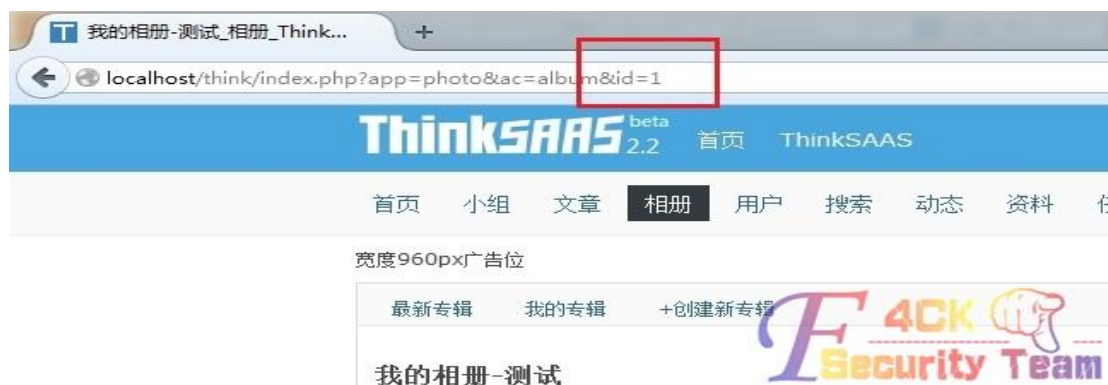 我的相册-测试_相册_Think...
localhost/think/index.php?app=photo&ac=album&id=1
ThinkSAAS beta 2.2 首页 ThinkSAAS
首页 小组 文章 相册 用户 搜索 动态 资料
宽度960px广告位
最新专辑 我的专辑 +创建新专辑
F4CK
Security Team
我的相册-测试